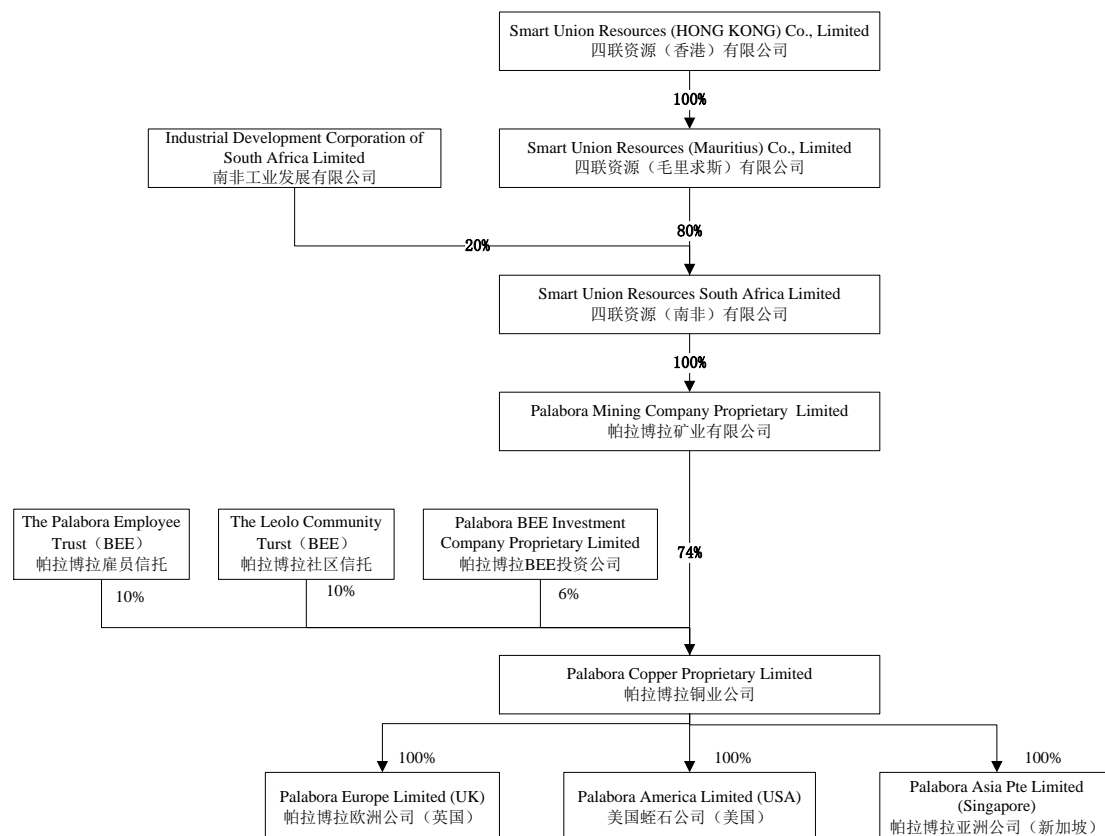 Smart Union Resources (HONG KONG) Co., Limited
四联资源（香港）有限公司
100%
Industrial Development Corporation of
South Africa Limited
南非工业发展有限公司
Smart Union Resources (Mauritius) Co., Limited
四联资源（毛里求斯）有限公司
20%
80%
Smart Union Resources South Africa Limited
四联资源（南非）有限公司
100%
Palabora Mining Company Proprietary Limited
帕拉博拉矿业有限公司
The Palabora Employee
Trust（BEE）
帕拉博拉雇员信托
The Leolo Community
Turst（BEE）
帕拉博拉社区信托
Palabora BEE Investment
Company Proprietary Limited
帕拉博拉BEE投资公司
74%
10%
10%
6%
Palabora Copper Proprietary Limited
帕拉博拉铜业公司
100%
100%
100%
Palabora Europe Limited (UK)
帕拉博拉欧洲公司（英国）
Palabora America Limited (USA)
美国蛭石公司（美国）
Palabora Asia Pte Limited
(Singapore)
帕拉博拉亚洲公司（新加坡）